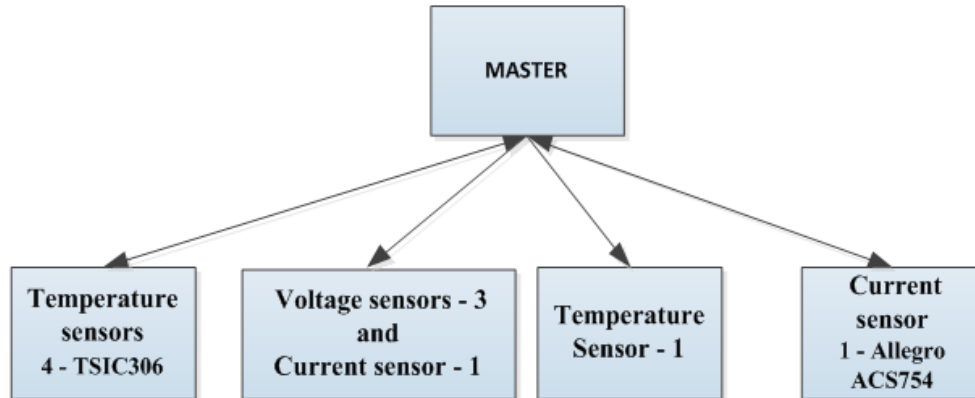 MASTER
Temperature
sensors
4 - TSIC306
Voltage sensors - 3
and
Current sensor - 1
Temperature
Sensor - 1
Current
sensor
1 - Allegro
ACS754